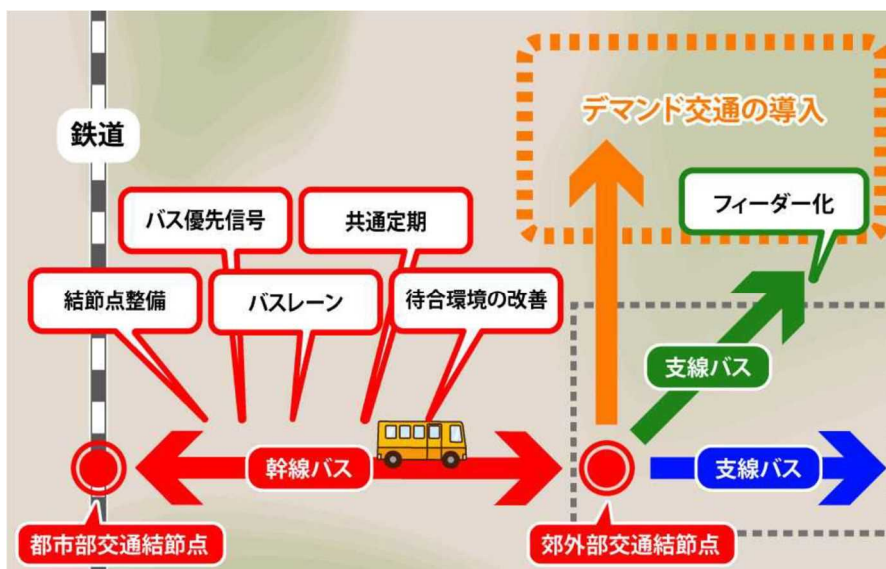 デマンド交通の導入
鉄道
フィーダー化
バス優先信号
共通定期
結節点整備
バスレーン
待合環境の改善
支線バス
幹線バス
支線バス
都市部交通結節点
郊外部交通結節点